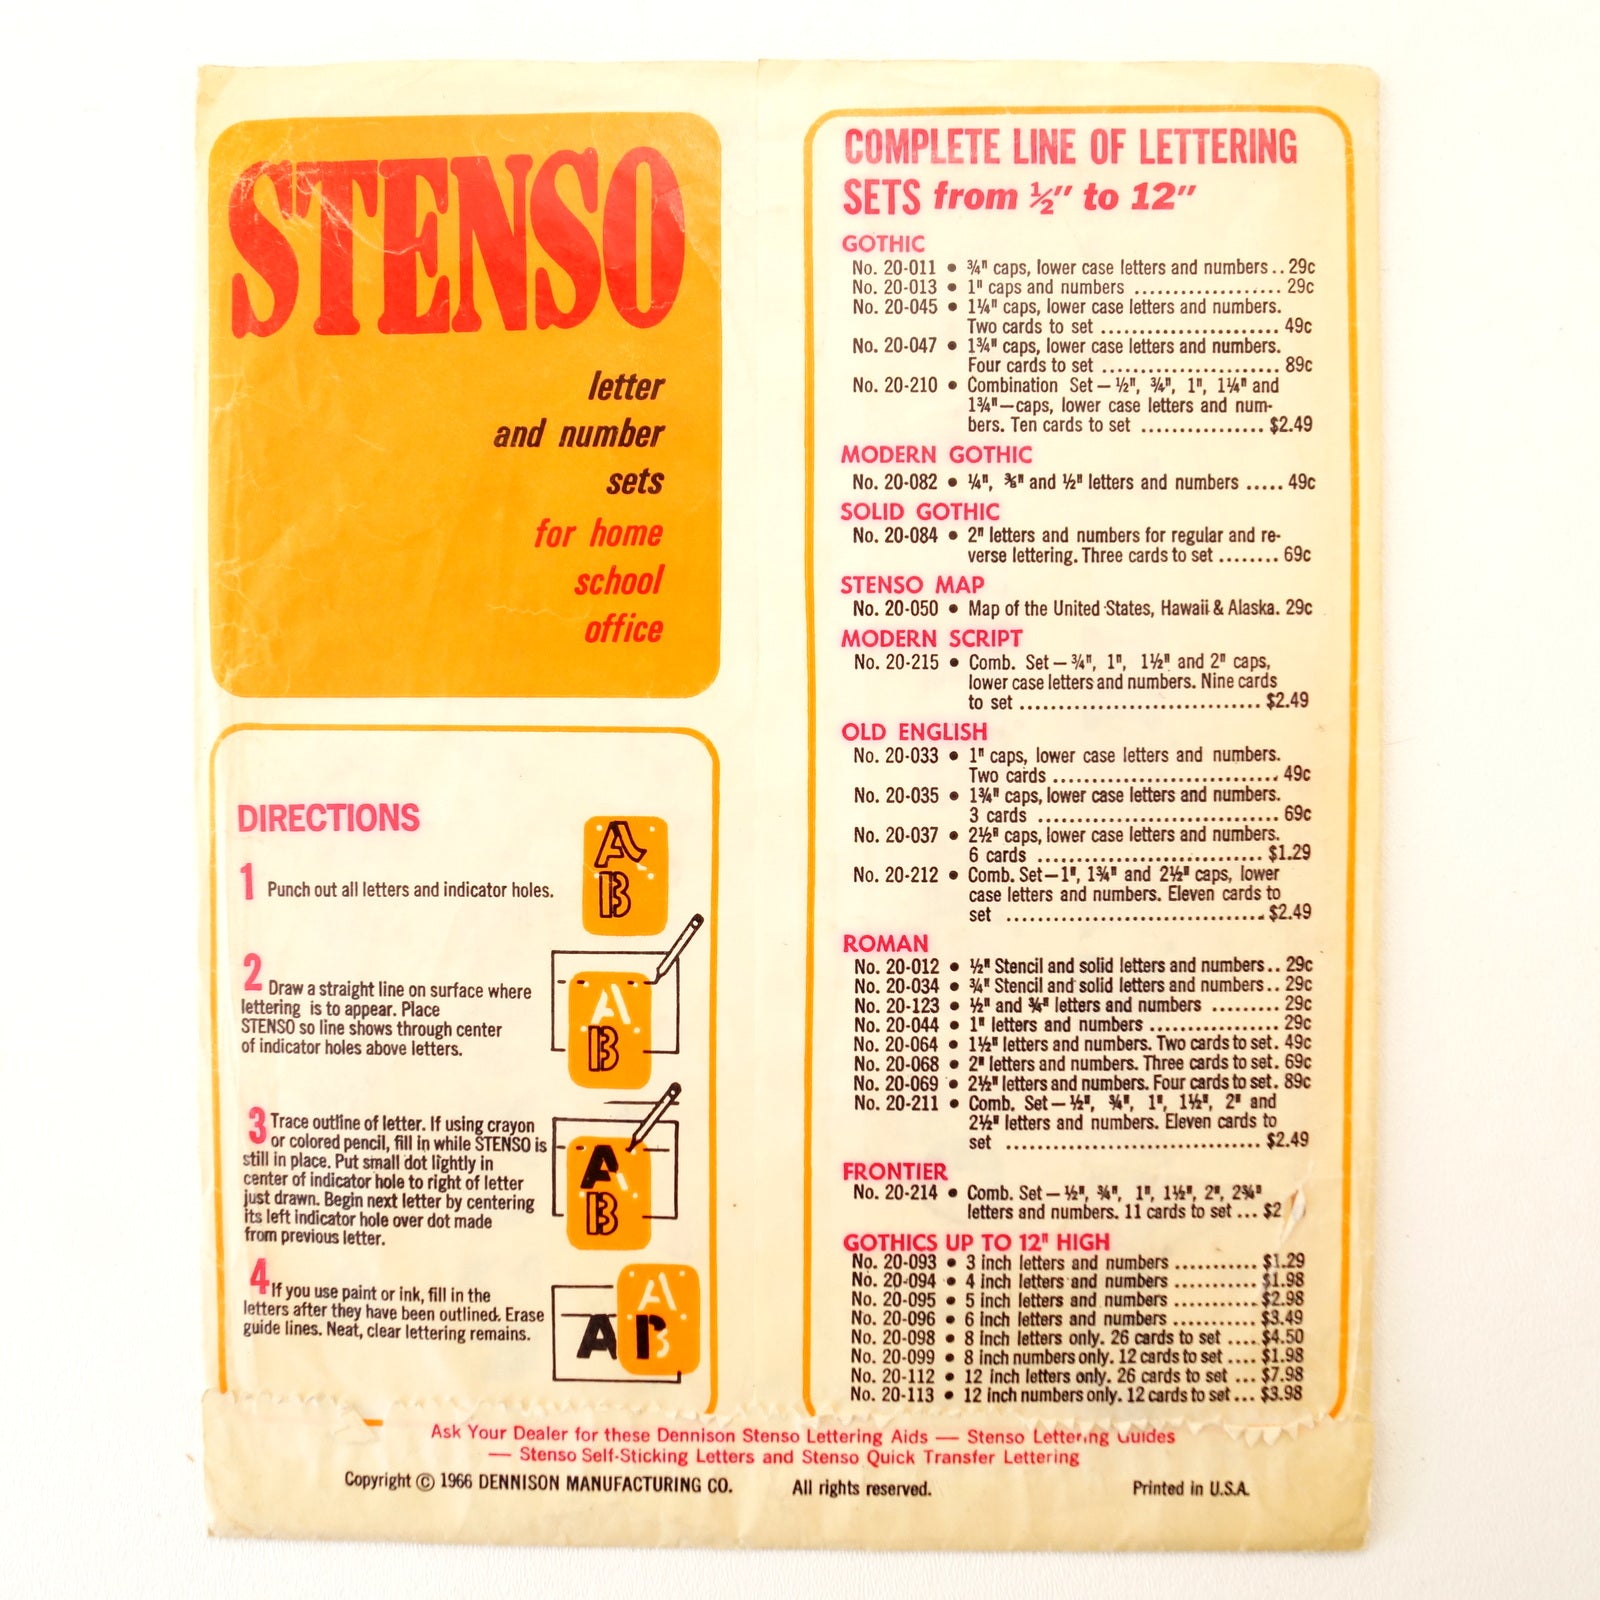 STENSO
letter
and number
sets
for home
school
office
DIRECTIONS
1 Punch out all letters and indicator holes.
A
B
2 Draw a straight line on surface where
lettering is to appear. Place
STENSO so line shows through center
of indicator holes above letters.
A
B
3 Trace outline of letter. If using crayon
or colored pencil, fill in while STENSO is
still in place. Put small dot lightly in
center of indicator hole to right of letter
just drawn. Begin next letter by centering
its left indicator hole over dot made
from previous letter.
A
B
4 If you use paint or ink, fill in the
letters after they have been outlined. Erase
guide lines. Neat, clear lettering remains.
A
A B
COMPLETE LINE OF LETTERING
SETS from ½" to 12"
GOTHIC
No. 20-011 • ¾" caps, lower case letters and numbers.. 29c
No. 20-013 • 1" caps and numbers ................... 29c
No. 20-045 • 1¼" caps, lower case letters and numbers.
Two cards to set ....................... 49c
No. 20-047 • 1¾" caps, lower case letters and numbers.
Four cards to set ....................... 89c
No. 20-210 • Combination Set — ½", ¾", 1", 1¼" and
1¾"—caps, lower case letters and num-
bers. Ten cards to set ................ $2.49
MODERN GOTHIC
No. 20-082 • ¼", ⅜" and ½" letters and numbers ..... 49c
SOLID GOTHIC
No. 20-084 • 2" letters and numbers for regular and re-
verse lettering. Three cards to set ........ 69c
STENSO MAP
No. 20-050 • Map of the United States, Hawaii & Alaska. 29c
MODERN SCRIPT
No. 20-215 • Comb. Set — ¾", 1", 1½" and 2" caps,
lower case letters and numbers. Nine cards
to set ............................... $2.49
OLD ENGLISH
No. 20-033 • 1" caps, lower case letters and numbers.
Two cards ............................. 49c
No. 20-035 • 1¾" caps, lower case letters and numbers.
3 cards ............................... 69c
No. 20-037 • 2½" caps, lower case letters and numbers.
6 cards ............................. $1.29
No. 20-212 • Comb. Set—1", 1¾" and 2½" caps, lower
case letters and numbers. Eleven cards to
set ................................. $2.49
ROMAN
No. 20-012 • ½" Stencil and solid letters and numbers.. 29c
No. 20-034 • ¾" Stencil and solid letters and numbers.. 29c
No. 20-123 • ½" and ¾" letters and numbers ......... 29c
No. 20-044 • 1" letters and numbers ................. 29c
No. 20-064 • 1½" letters and numbers. Two cards to set. 49c
No. 20-068 • 2" letters and numbers. Three cards to set. 69c
No. 20-069 • 2½" letters and numbers. Four cards to set. 89c
No. 20-211 • Comb. Set — ½", ¾", 1", 1½", 2" and
2½" letters and numbers. Eleven cards to
set ................................. $2.49
FRONTIER
No. 20-214 • Comb. Set — ½", ¾", 1", 1½", 2", 2¾"
letters and numbers. 11 cards to set ... $2
GOTHICS UP TO 12" HIGH
No. 20-093 • 3 inch letters and numbers ........... $1.29
No. 20-094 • 4 inch letters and numbers ........... $1.98
No. 20-095 • 5 inch letters and numbers ........... $2.98
No. 20-096 • 6 inch letters and numbers ........... $3.49
No. 20-098 • 8 inch letters only. 26 cards to set .... $4.50
No. 20-099 • 8 inch numbers only. 12 cards to set .... $1.98
No. 20-112 • 12 inch letters only. 26 cards to set ... $7.98
No. 20-113 • 12 inch numbers only. 12 cards to set ... $3.98
Ask Your Dealer for these Dennison Stenso Lettering Aids — Stenso Lettering Guides
— Stenso Self-Sticking Letters and Stenso Quick Transfer Lettering
Copyright © 1966 DENNISON MANUFACTURING CO. All rights reserved. Printed in U.S.A.